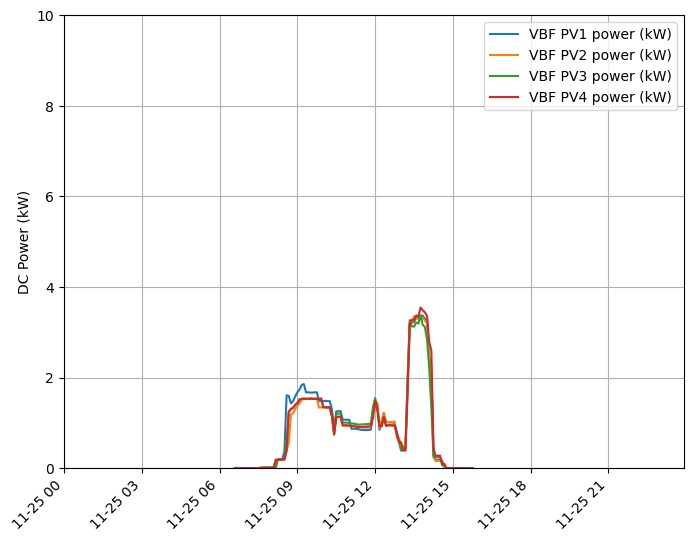 10
8
6
4
2
0
DC Power (kW)
VBF PV1 power (kW)
VBF PV2 power (kW)
VBF PV3 power (kW)
VBF PV4 power (kW)
11-25 00
11-25 03
11-25 06
11-25 09
11-25 12
11-25 15
11-25 18
11-25 21